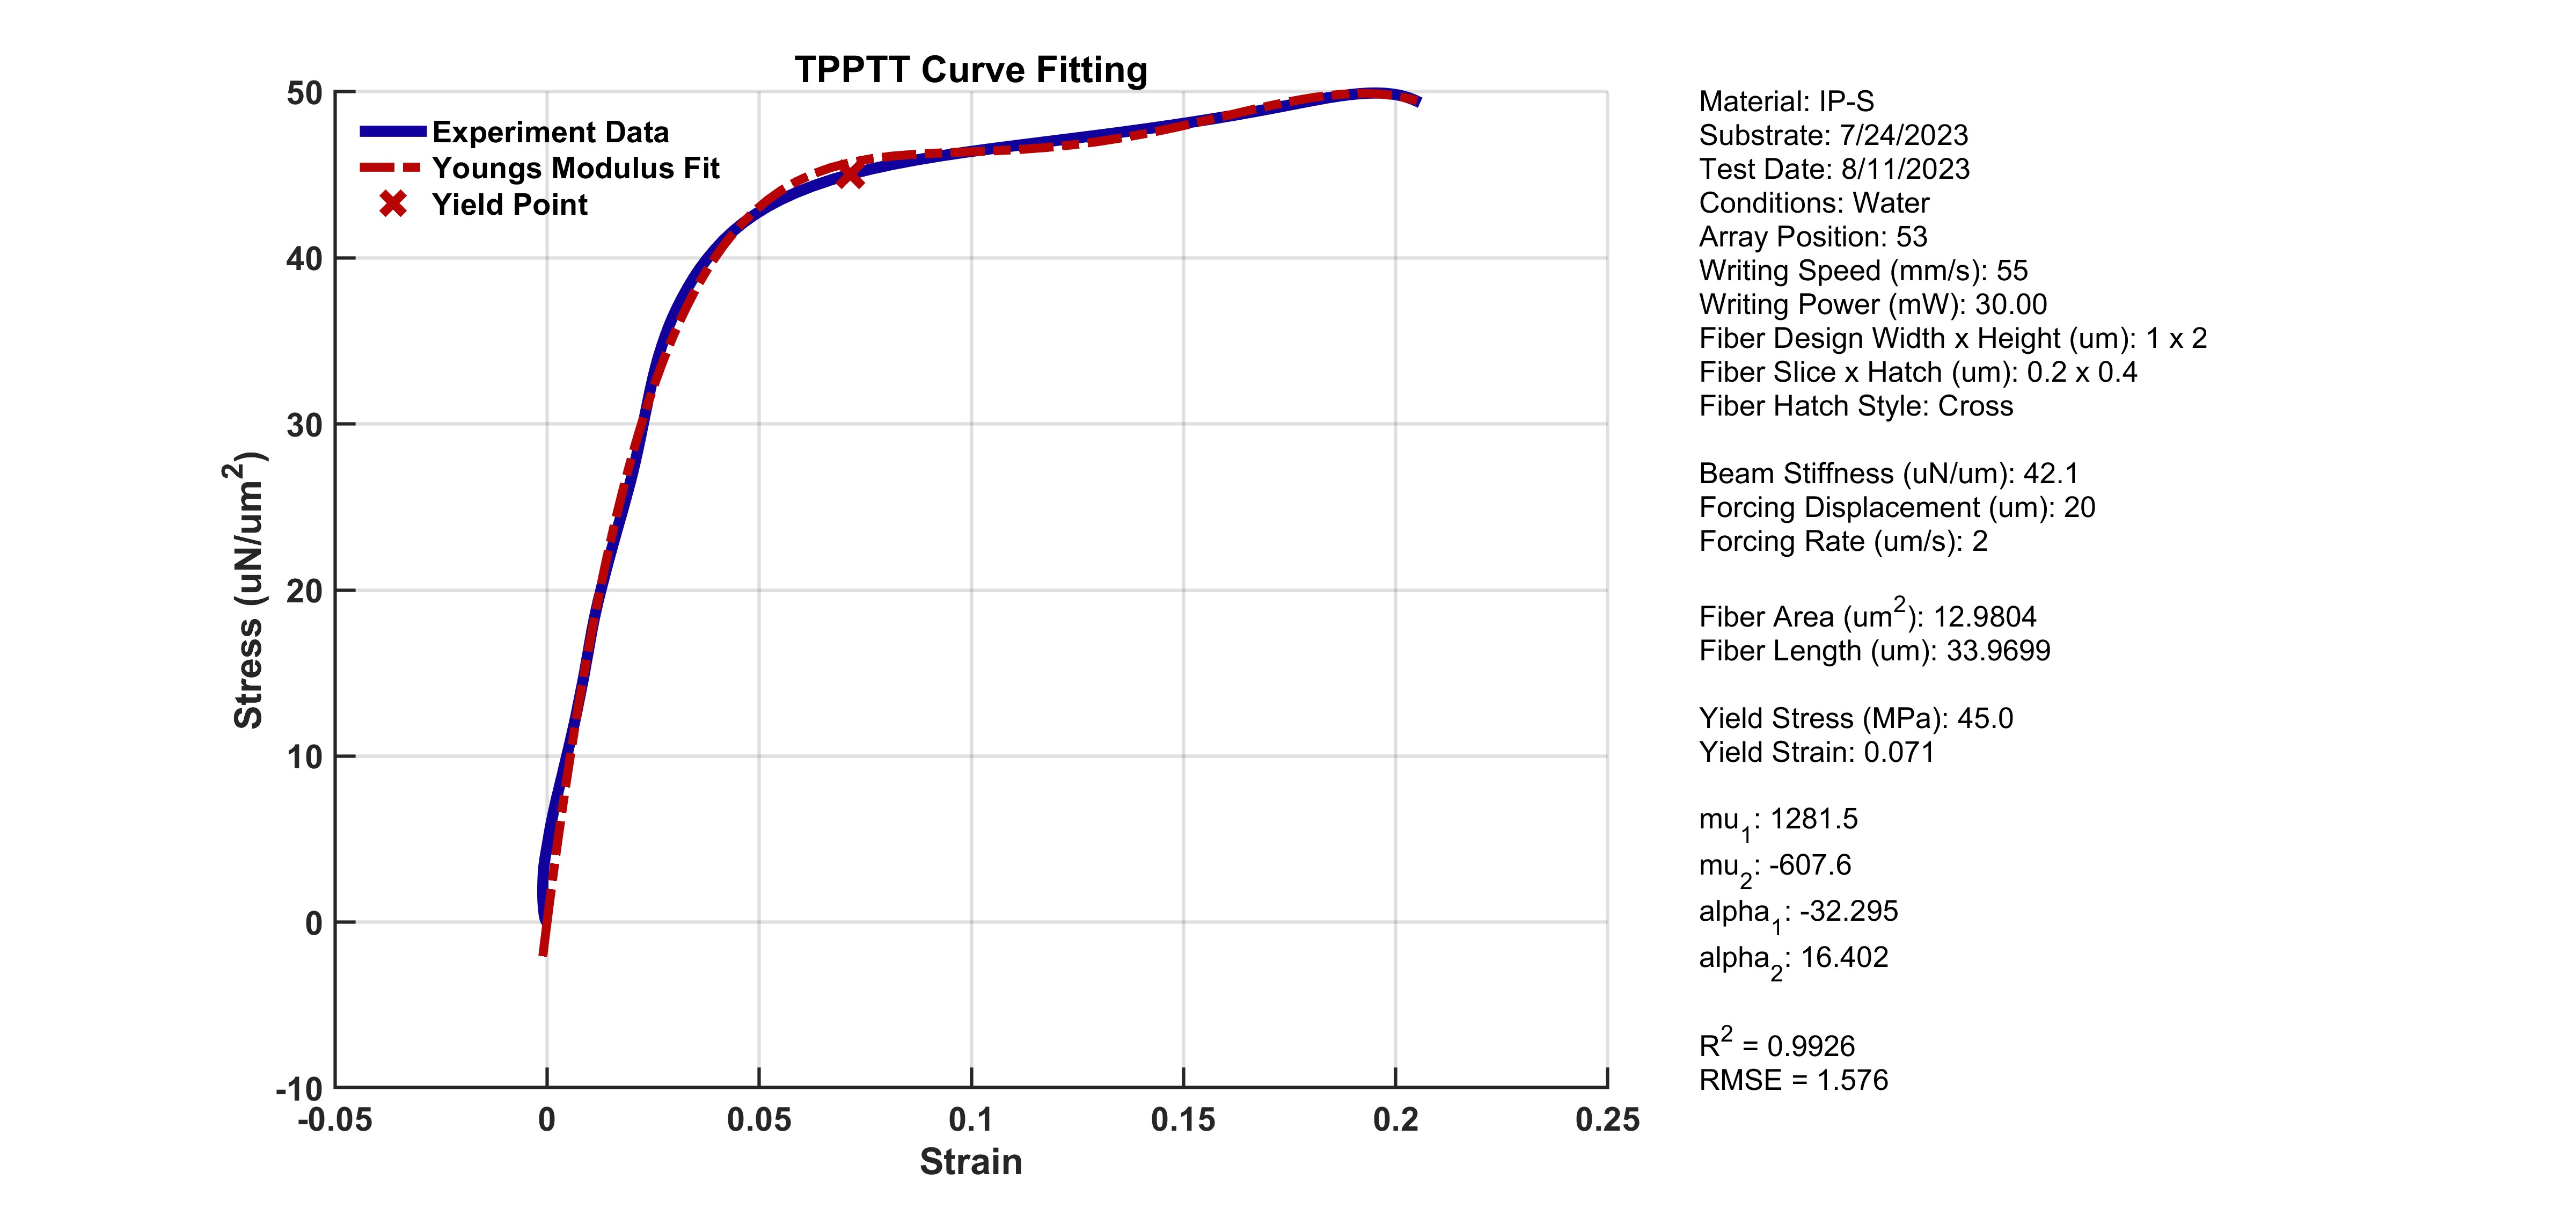 TPPTT Curve Fitting
50
40
30
20
10
0
-10
Stress (uN/um²)
Experiment Data
Youngs Modulus Fit
Yield Point
-0.05
0
0.05
0.1
0.15
0.2
0.25
Strain
Material: IP-S
Substrate: 7/24/2023
Test Date: 8/11/2023
Conditions: Water
Array Position: 53
Writing Speed (mm/s): 55
Writing Power (mW): 30.00
Fiber Design Width x Height (um): 1 x 2
Fiber Slice x Hatch (um): 0.2 x 0.4
Fiber Hatch Style: Cross
Beam Stiffness (uN/um): 42.1
Forcing Displacement (um): 20
Forcing Rate (um/s): 2
Fiber Area (um²): 12.9804
Fiber Length (um): 33.9699
Yield Stress (MPa): 45.0
Yield Strain: 0.071
mu₁: 1281.5
mu₂: -607.6
alpha₁: -32.295
alpha₂: 16.402
R² = 0.9926
RMSE = 1.576